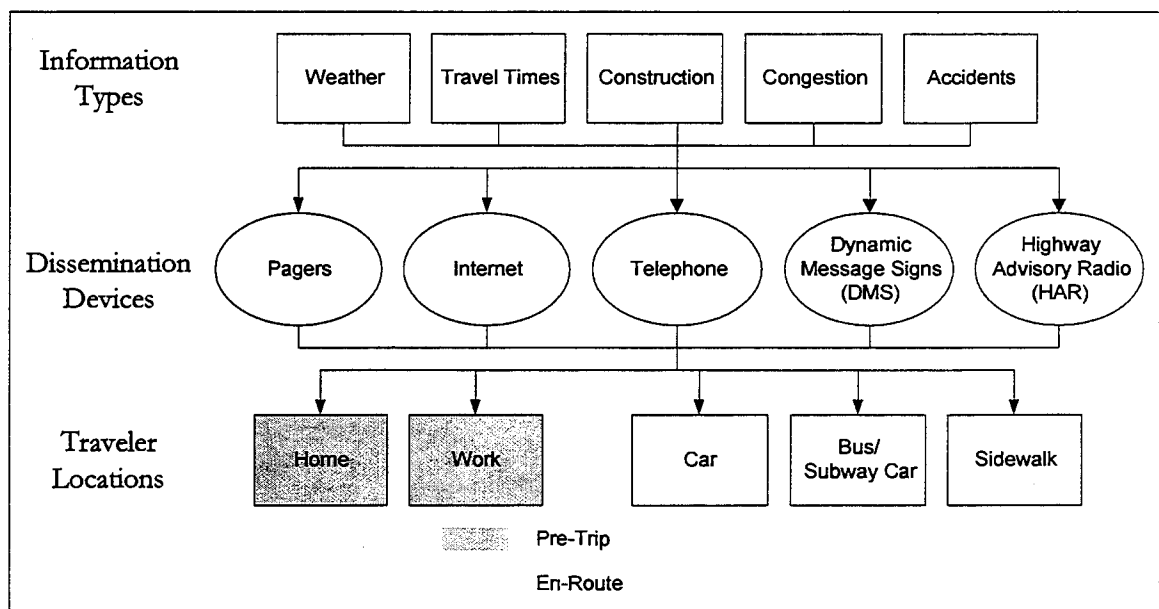 Information
Types
Weather
Travel Times
Construction
Congestion
Accidents
Dissemination
Devices
Pagers
Internet
Telephone
Dynamic
Message Signs
(DMS)
Highway
Advisory Radio
(HAR)
Traveler
Locations
Home
Work
Car
Bus/
Subway Car
Sidewalk
Pre-Trip
En-Route